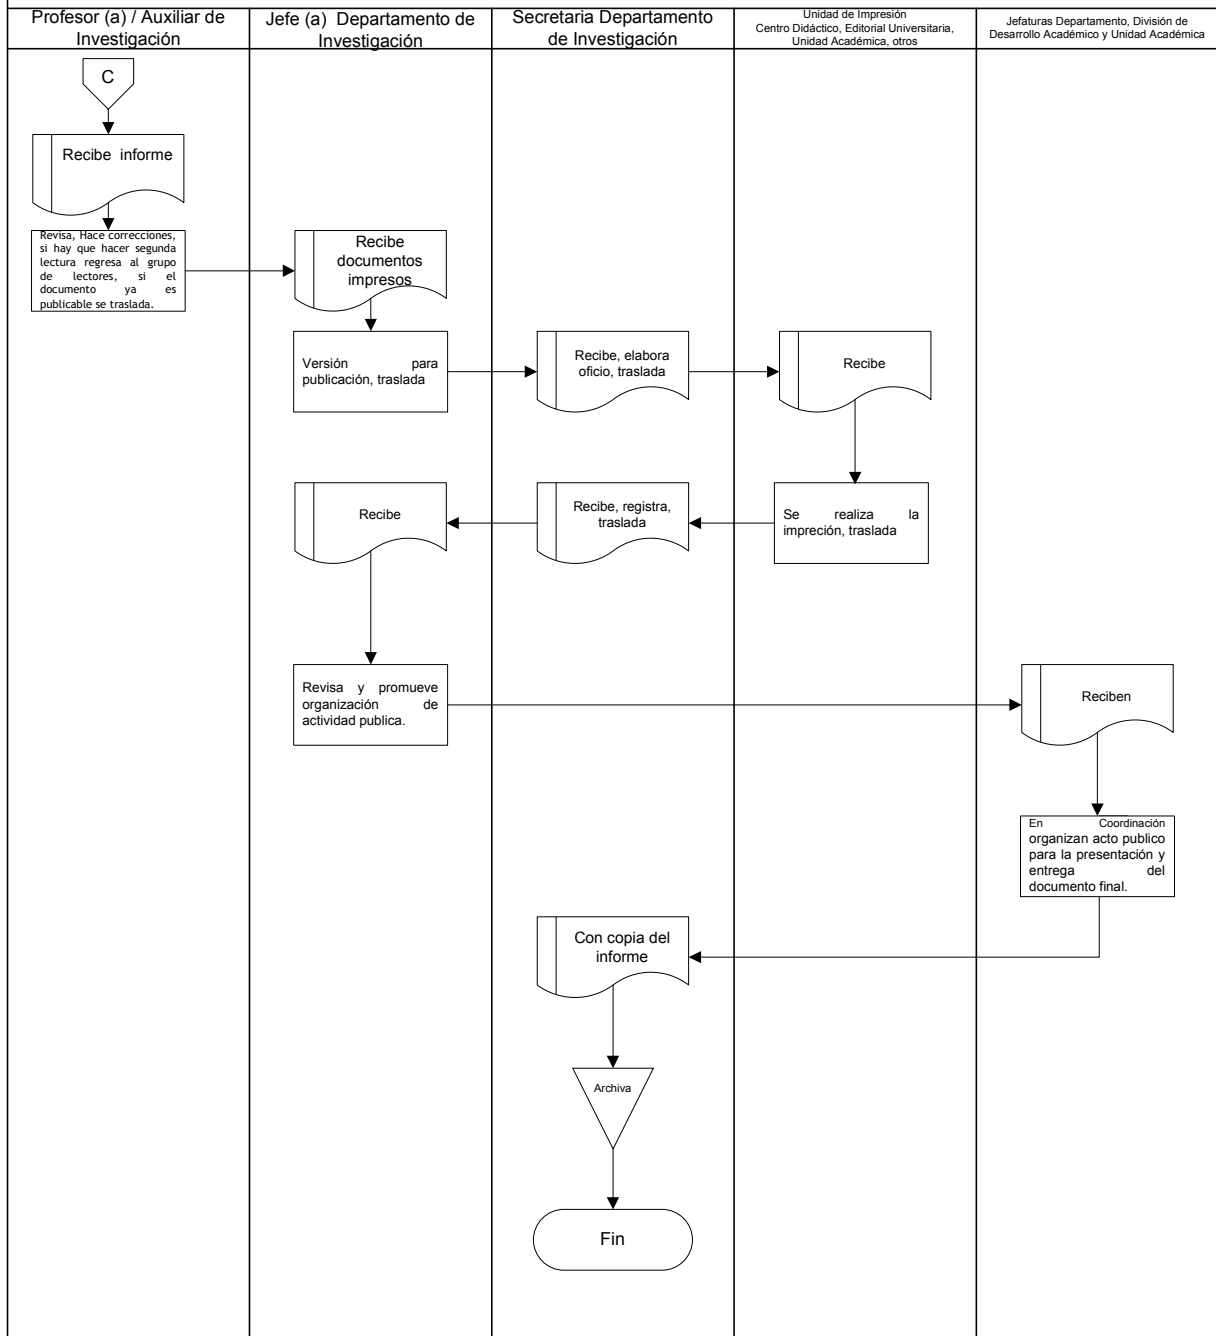 Profesor (a) / Auxiliar de
Investigación
Jefe (a) Departamento de
Investigación
Secretaria Departamento
de Investigación
Unidad de Impresión
Centro Didáctico, Editorial Universitaria,
Unidad Académica, otros
Jefaturas Departamento, División de
Desarrollo Académico y Unidad Académica
C
Recibe informe
Revisa, Hace correcciones,
si hay que hacer segunda
lectura regresa al grupo
de lectores, si el
documento ya es
publicable se traslada.
Recibe
documentos
impresos
Versión para
publicación, traslada
Recibe, elabora
oficio, traslada
Recibe
Se realiza la
impreción, traslada
Recibe, registra,
traslada
Recibe
Revisa y promueve
organización de
actividad publica.
Reciben
En Coordinación
organizan acto publico
para la presentación y
entrega del
documento final.
Con copia del
informe
Archiva
Fin